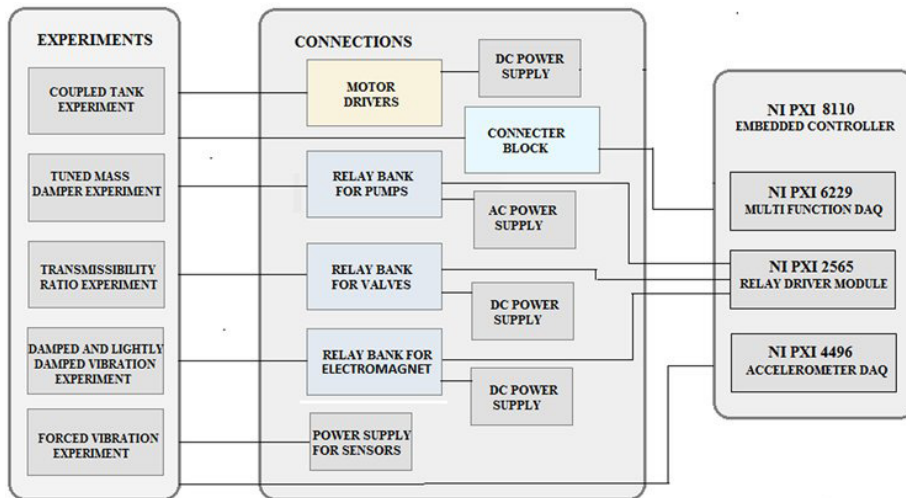 EXPERIMENTS
COUPLED TANK
EXPERIMENT
TUNED MASS
DAMPER EXPERIMENT
TRANSMISSIBILITY
RATIO EXPERIMENT
DAMPED AND LIGHTLY
DAMPED VIBRATION
EXPERIMENT
FORCED VIBRATION
EXPERIMENT
CONNECTIONS
MOTOR
DRIVERS
DC POWER
SUPPLY
CONNECTER
BLOCK
RELAY BANK
FOR PUMPS
AC POWER
SUPPLY
RELAY BANK
FOR VALVES
DC POWER
SUPPLY
RELAY BANK FOR
ELECTROMAGNET
DC POWER
SUPPLY
POWER SUPPLY
FOR SENSORS
NI PXI 8110
EMBEDDED CONTROLLER
NI PXI 6229
MULTI FUNCTION DAQ
NI PXI 2565
RELAY DRIVER MODULE
NI PXI 4496
ACCELEROMETER DAQ